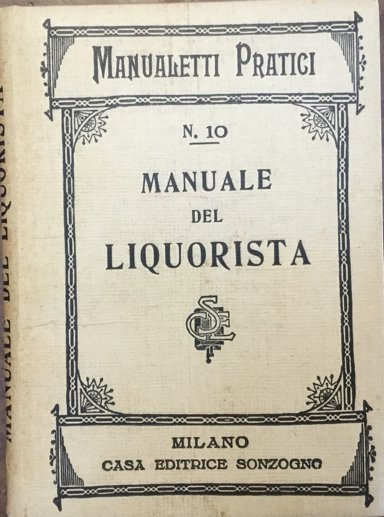 MANUALETTI PRATICI
N. 10
MANUALE
DEL
LIQUORISTA
MILANO
CASA EDITRICE SONZOGNO
MANUALE DEL LIQUORISTA